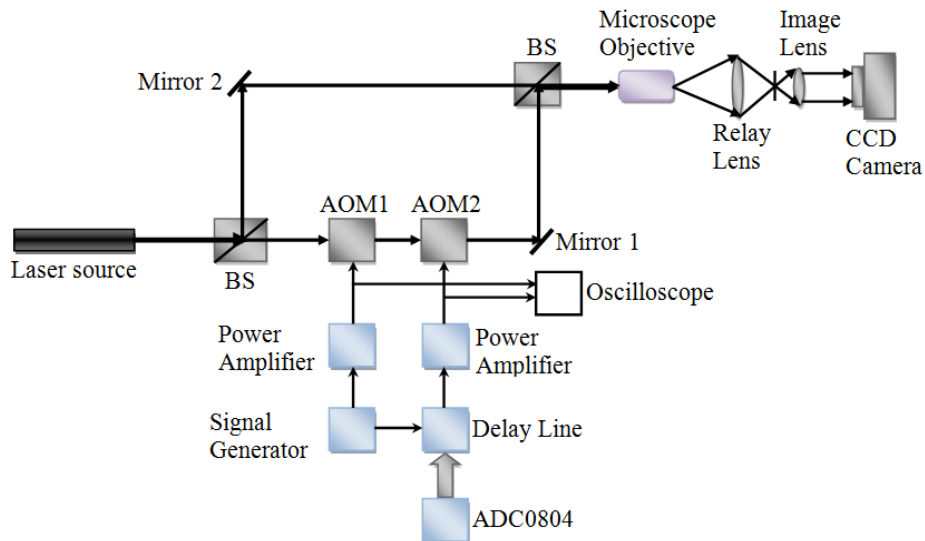 Microscope
Objective
Image
Lens
BS
Mirror 2
Relay
Lens
CCD
Camera
AOM1
AOM2
Mirror 1
Laser source
BS
Oscilloscope
Power
Amplifier
Power
Amplifier
Signal
Generator
Delay Line
ADC0804